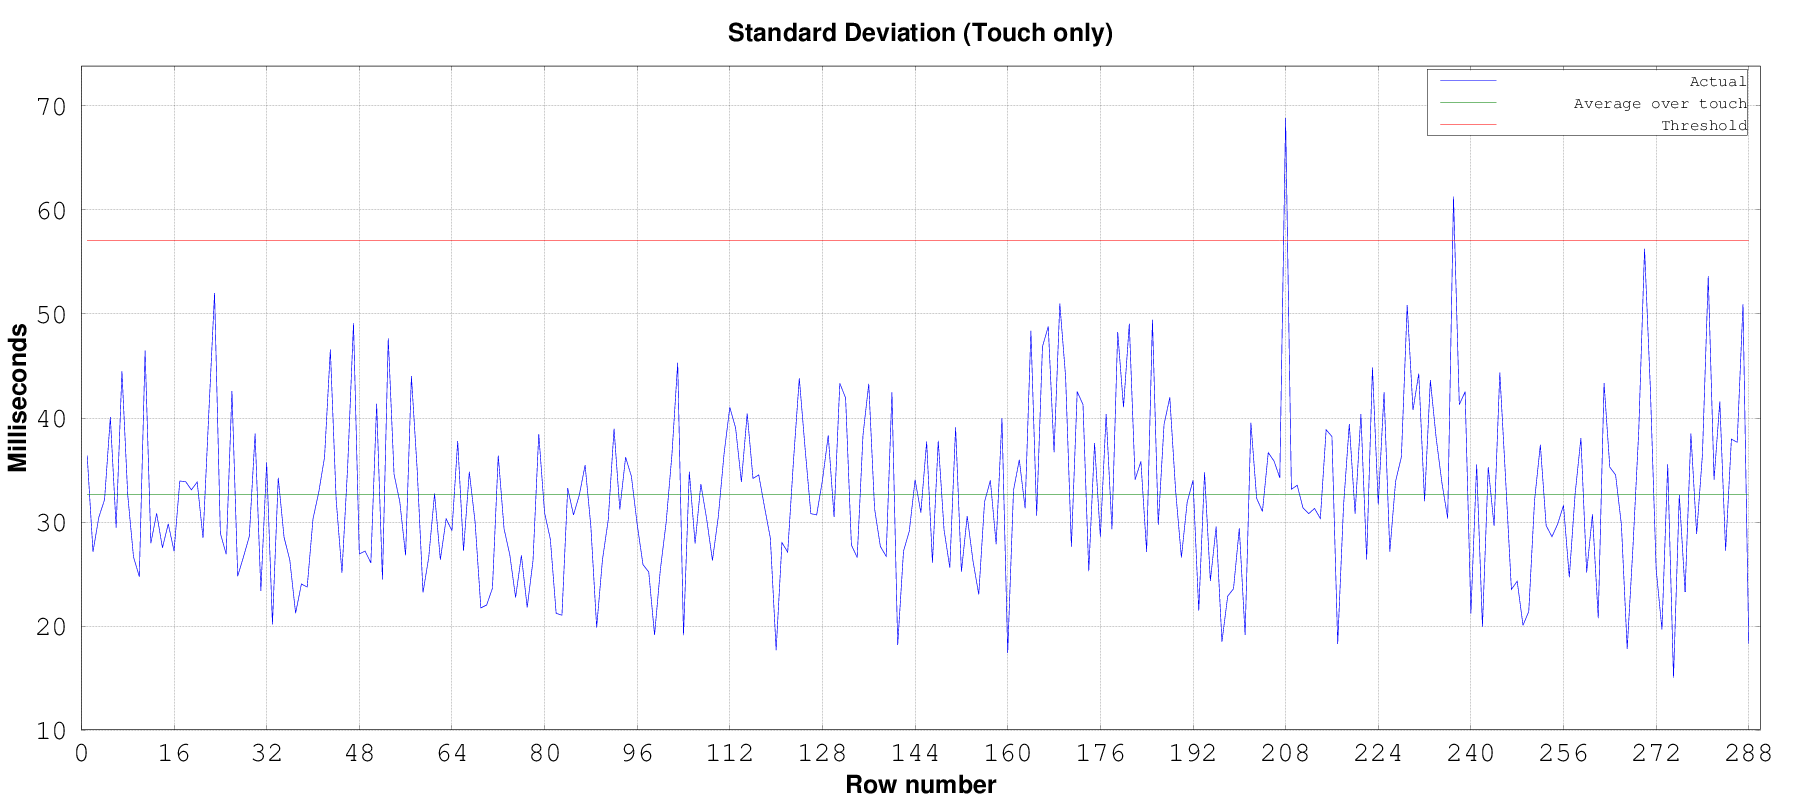 Standard Deviation (Touch only)
Actual
Average over touch
Threshold
70
60
50
40
30
20
10
Milliseconds
0 16 32 48 64 80 96 112 128 144 160 176 192 208 224 240 256 272 288
Row number